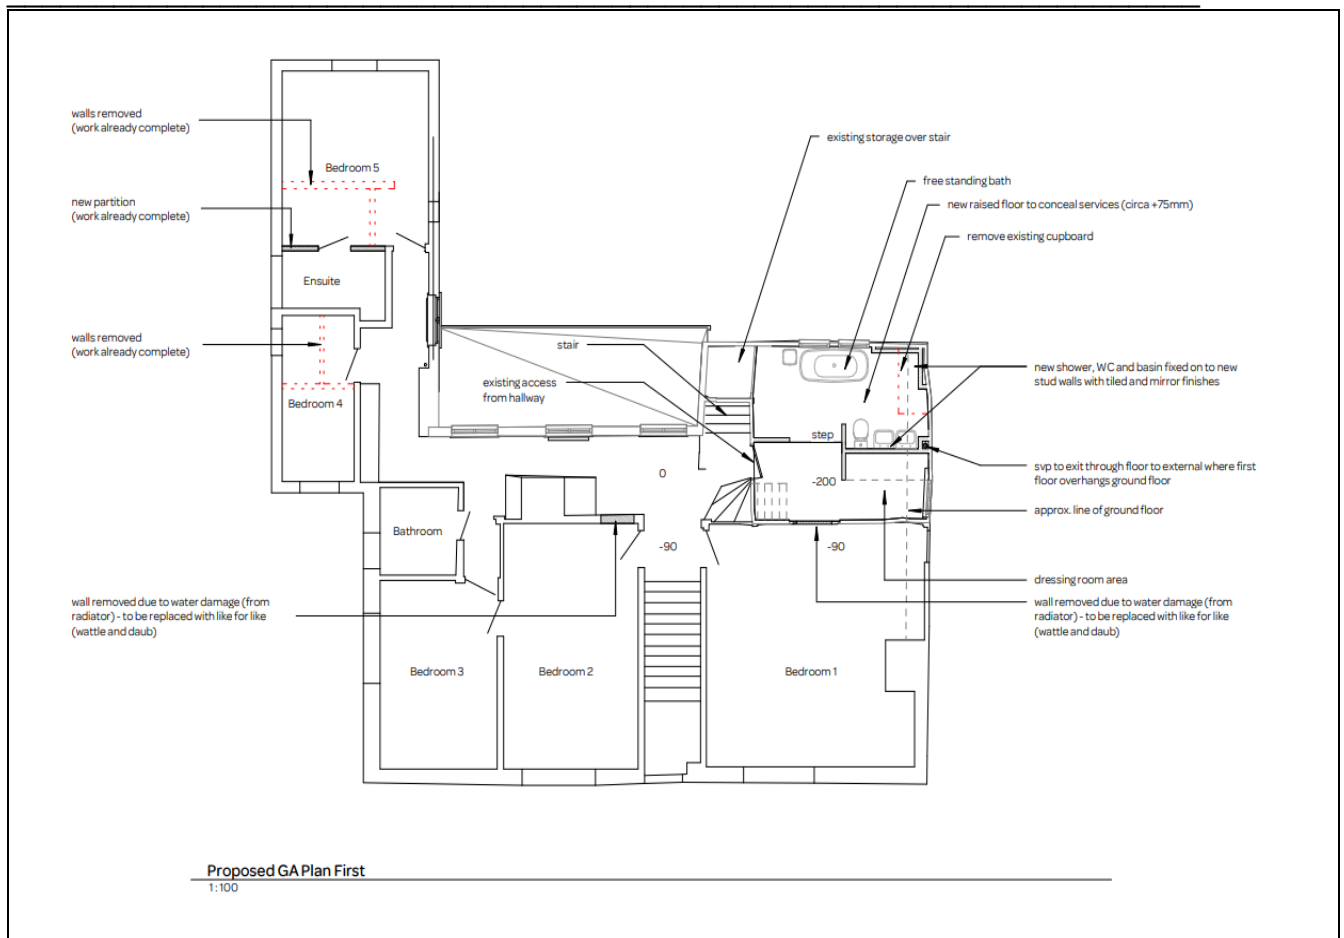 walls removed
(work already complete)
Bedroom 5
new partition
(work already complete)
Ensuite
walls removed
(work already complete)
Bedroom 4
existing storage over stair
free standing bath
new raised floor to conceal services (circa +75mm)
remove existing cupboard
stair
existing access
from hallway
new shower, WC and basin fixed on to new
stud walls with tiled and mirror finishes
step
0
-200
svp to exit through floor to external where first
floor overhangs ground floor
approx. line of ground floor
Bathroom
-90
-90
dressing room area
wall removed due to water damage (from
radiator) - to be replaced with like for like
(wattle and daub)
wall removed due to water damage (from
radiator) - to be replaced with like for like
(wattle and daub)
Bedroom 3
Bedroom 2
Bedroom 1
Proposed GA Plan First
1:100